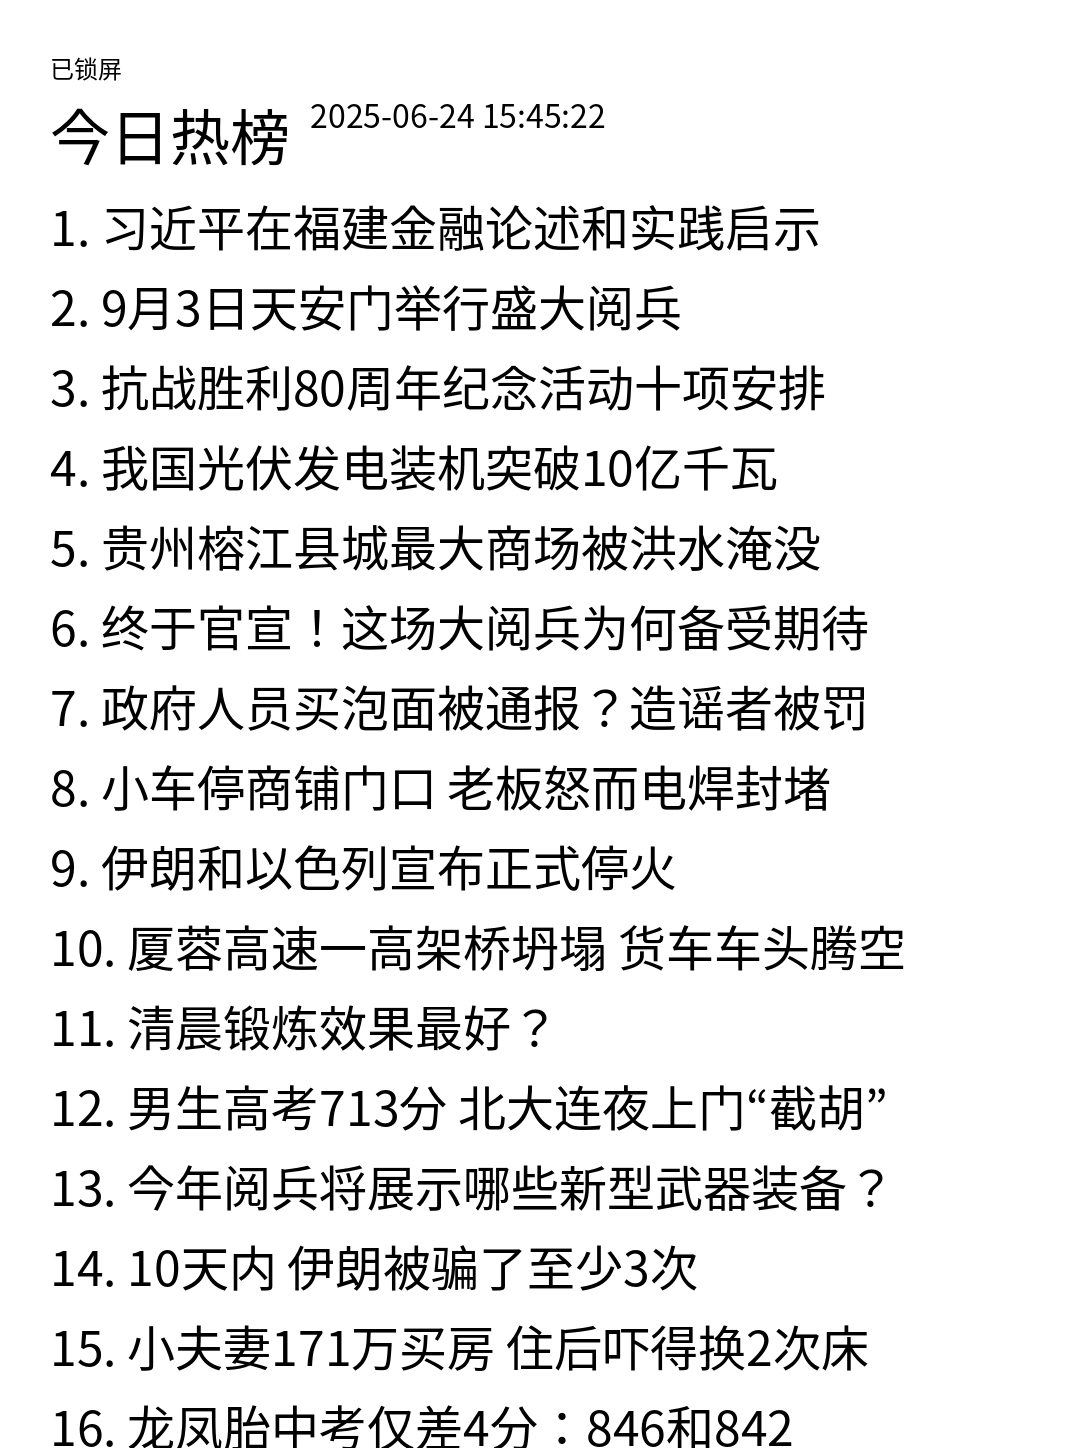 已锁屏
今日热榜 2025-06-24 15:45:22
1. 习近平在福建金融论述和实践启示
2. 9月3日天安门举行盛大阅兵
3. 抗战胜利80周年纪念活动十项安排
4. 我国光伏发电装机突破10亿千瓦
5. 贵州榕江县城最大商场被洪水淹没
6. 终于官宣！这场大阅兵为何备受期待
7. 政府人员买泡面被通报？造谣者被罚
8. 小车停商铺门口 老板怒而电焊封堵
9. 伊朗和以色列宣布正式停火
10. 厦蓉高速一高架桥坍塌 货车车头腾空
11. 清晨锻炼效果最好？
12. 男生高考713分 北大连夜上门“截胡”
13. 今年阅兵将展示哪些新型武器装备？
14. 10天内 伊朗被骗了至少3次
15. 小夫妻171万买房 住后吓得换2次床
16. 龙凤胎中考仅差4分：846和842